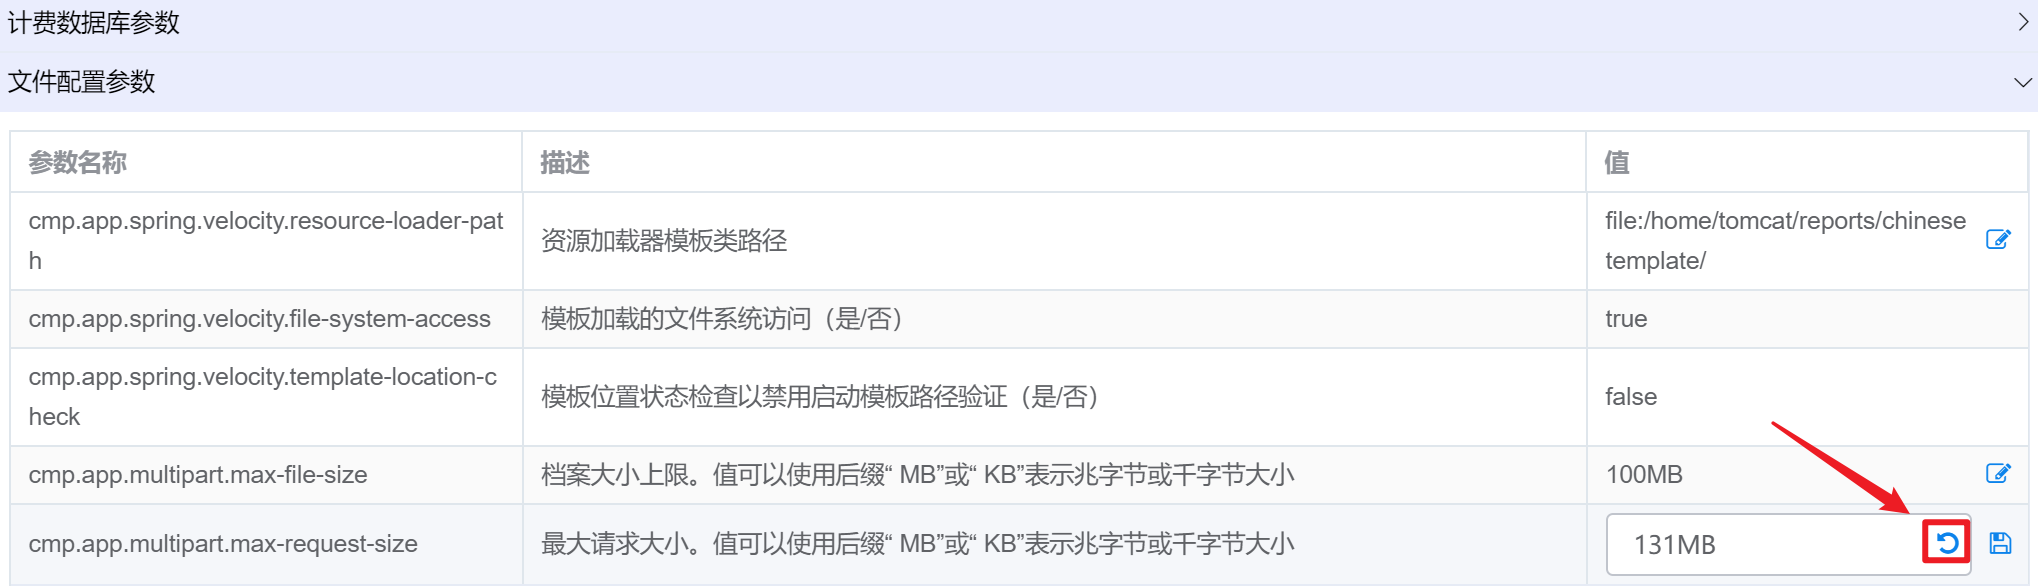 计费数据库参数
文件配置参数
参数名称
描述
值
cmp.app.spring.velocity.resource-loader-pat
h
资源加载器模板类路径
file:/home/tomcat/reports/chinese
template/
cmp.app.spring.velocity.file-system-access
模板加载的文件系统访问（是/否）
true
cmp.app.spring.velocity.template-location-c
heck
模板位置状态检查以禁用启动模板路径验证（是/否）
false
cmp.app.multipart.max-file-size
档案大小上限。值可以使用后缀“ MB”或“ KB”表示兆字节或千字节大小
100MB
cmp.app.multipart.max-request-size
最大请求大小。值可以使用后缀“ MB”或“ KB”表示兆字节或千字节大小
131MB